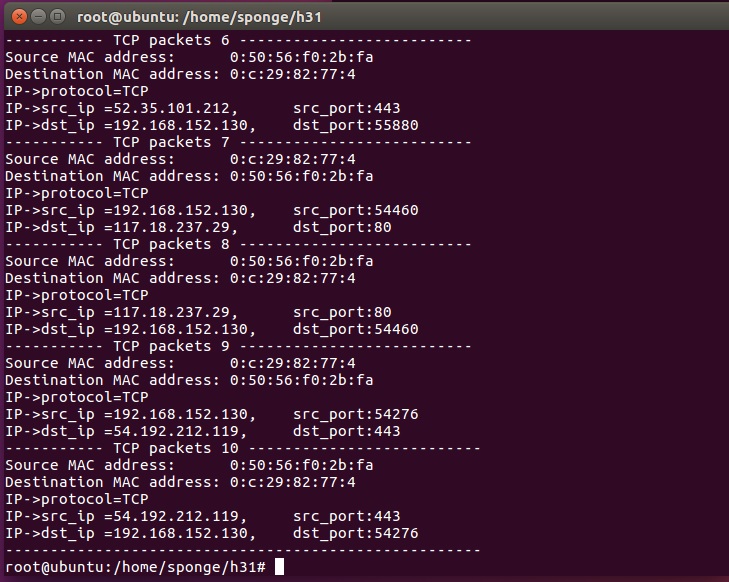 root@ubuntu: /home/sponge/h31
----------- TCP packets 6 --------------------------
Source MAC address:      0:50:56:f0:2b:fa
Destination MAC address: 0:c:29:82:77:4
IP->protocol=TCP
IP->src_ip =52.35.101.212,      src_port:443
IP->dst_ip =192.168.152.130,    dst_port:55880
----------- TCP packets 7 --------------------------
Source MAC address:      0:c:29:82:77:4
Destination MAC address: 0:50:56:f0:2b:fa
IP->protocol=TCP
IP->src_ip =192.168.152.130,    src_port:54460
IP->dst_ip =117.18.237.29,      dst_port:80
----------- TCP packets 8 --------------------------
Source MAC address:      0:50:56:f0:2b:fa
Destination MAC address: 0:c:29:82:77:4
IP->protocol=TCP
IP->src_ip =117.18.237.29,      src_port:80
IP->dst_ip =192.168.152.130,    dst_port:54460
----------- TCP packets 9 --------------------------
Source MAC address:      0:c:29:82:77:4
Destination MAC address: 0:50:56:f0:2b:fa
IP->protocol=TCP
IP->src_ip =192.168.152.130,    src_port:54276
IP->dst_ip =54.192.212.119,     dst_port:443
----------- TCP packets 10 --------------------------
Source MAC address:      0:50:56:f0:2b:fa
Destination MAC address: 0:c:29:82:77:4
IP->protocol=TCP
IP->src_ip =54.192.212.119,     src_port:443
IP->dst_ip =192.168.152.130,    dst_port:54276
-----------------------------------------------------
root@ubuntu:/home/sponge/h31#